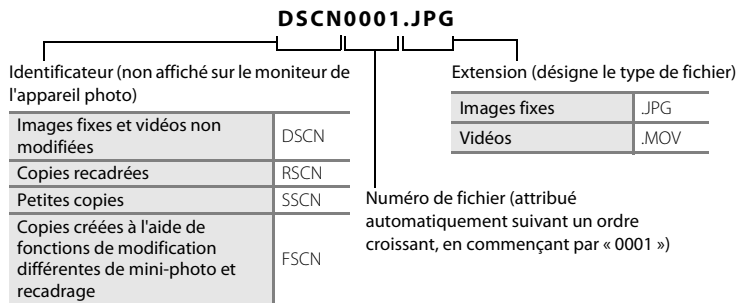 DSCN0001.JPG
Identificateur (non affiché sur le moniteur de
l'appareil photo)
Images fixes et vidéos non
modifiées
DSCN
Copies recadrées
RSCN
Petites copies
SSCN
Copies créées à l'aide de
fonctions de modification
différentes de mini-photo et
recadrage
FSCN
Extension (désigne le type de fichier)
Images fixes
.JPG
Vidéos
.MOV
Numéro de fichier (attribué
automatiquement suivant un ordre
croissant, en commençant par « 0001 »)